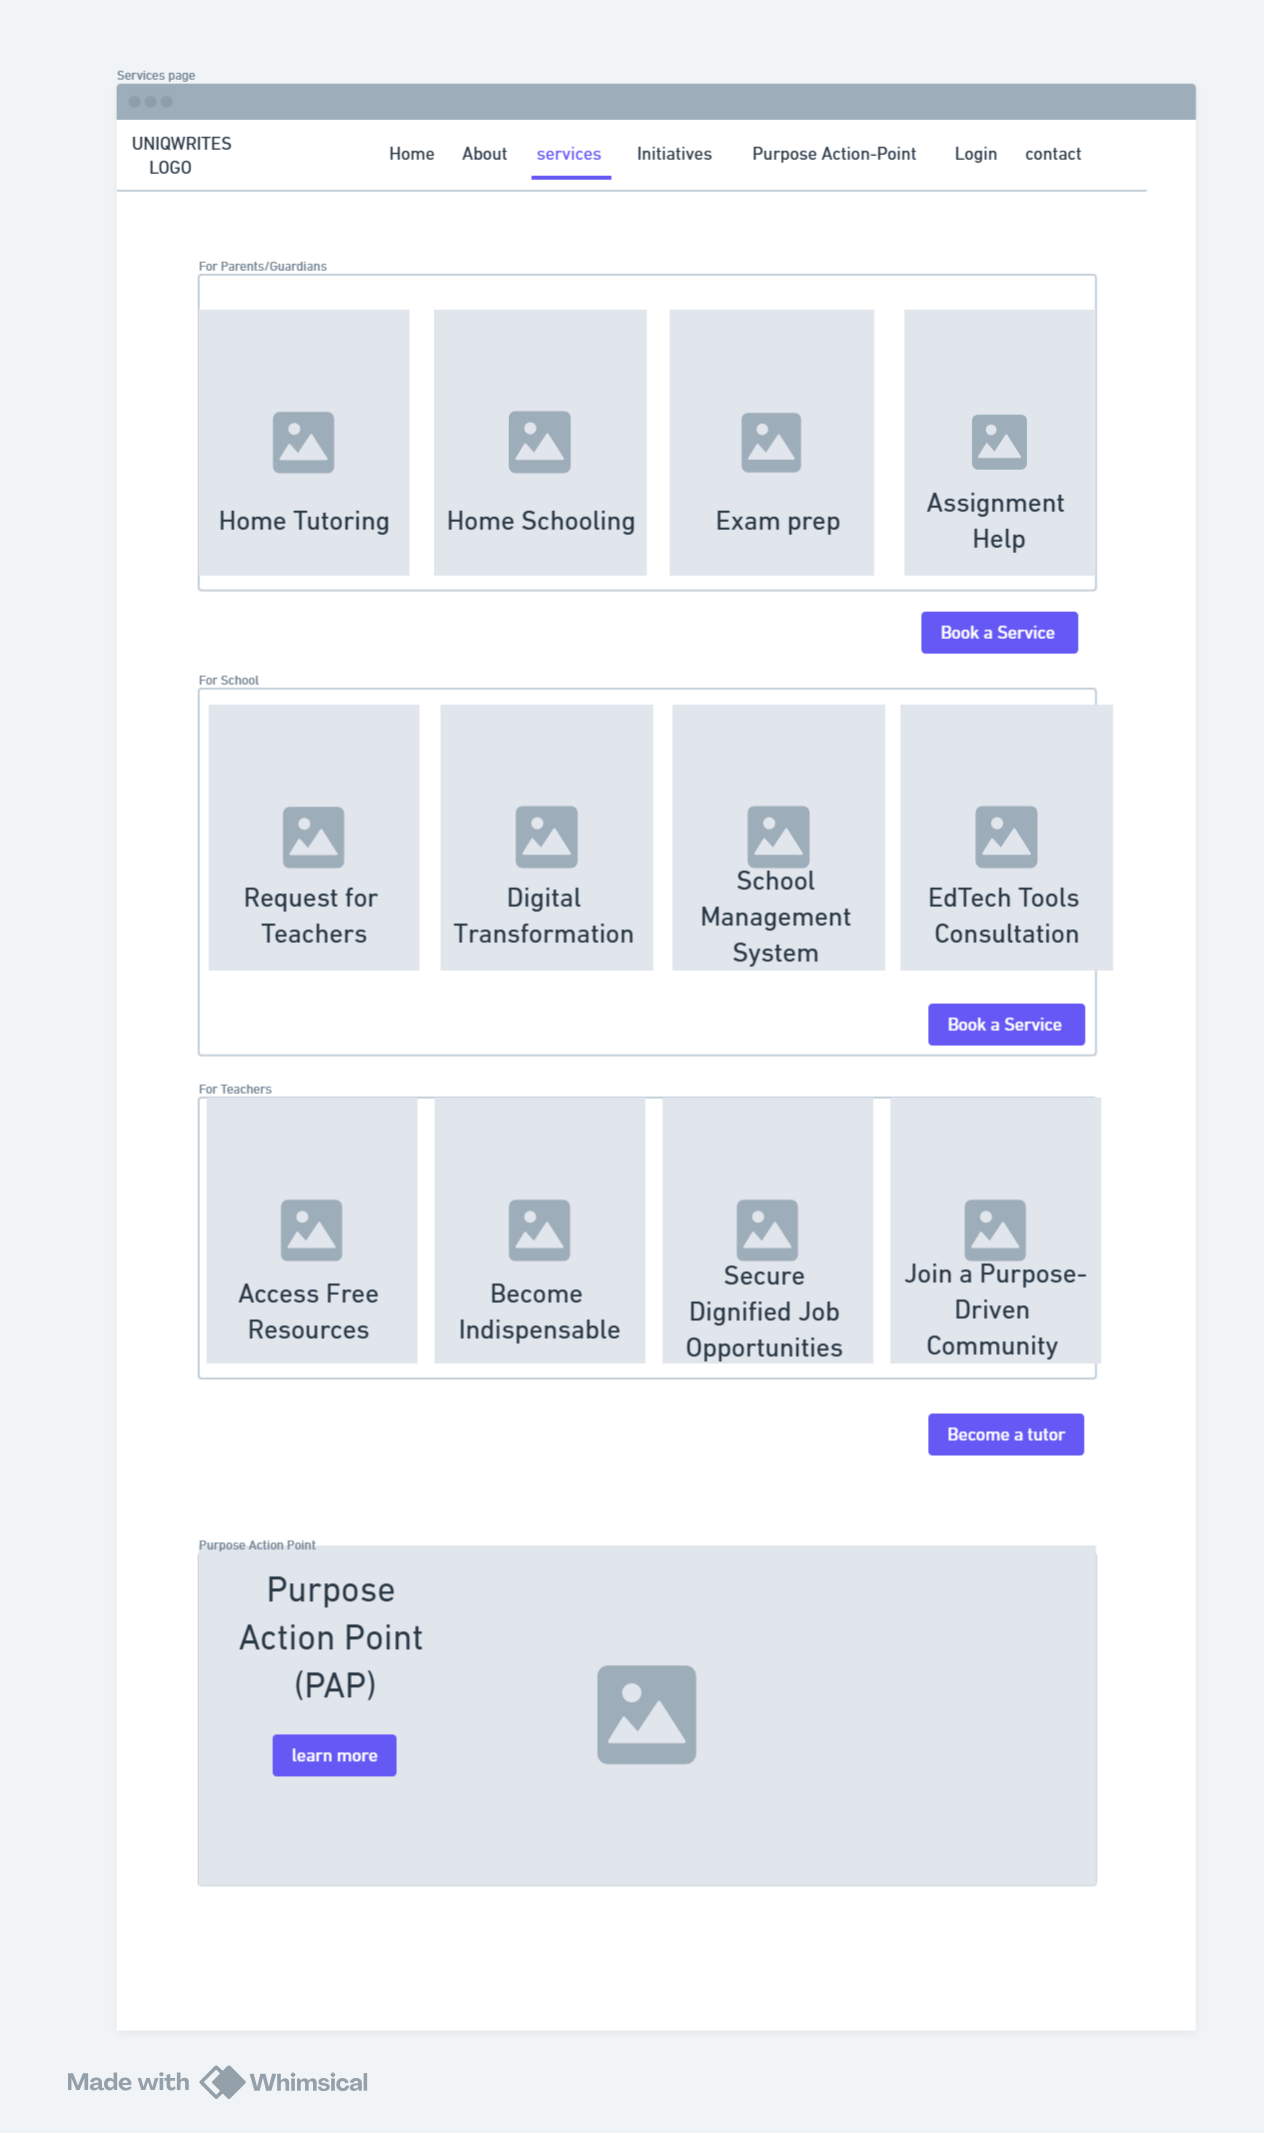 Services page
UNIQWRITES
LOGO
Home
About
services
Initiatives
Purpose Action-Point
Login
contact
For Parents/Guardians
Home Tutoring
Home Schooling
Exam prep
Assignment
Help
Book a Service
For School
Request for
Teachers
Digital
Transformation
School
Management
System
EdTech Tools
Consultation
Book a Service
For Teachers
Access Free
Resources
Become
Indispensable
Secure
Dignified Job
Opportunities
Join a Purpose-
Driven
Community
Become a tutor
Purpose Action Point
Purpose
Action Point
(PAP)
learn more
Made with Whimsical